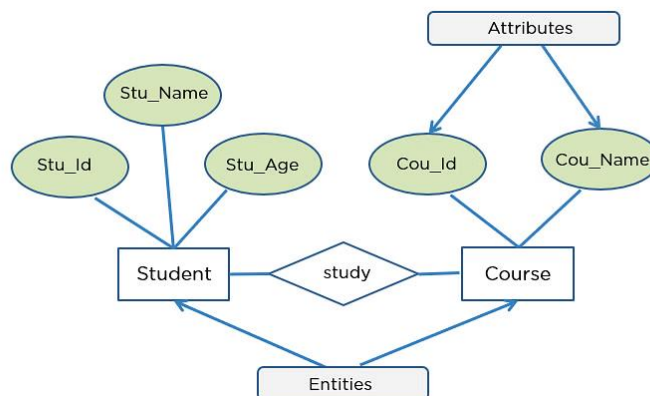 Attributes
Stu_Name
Stu_Id
Stu_Age
Cou_Id
Cou_Name
Student
study
Course
Entities